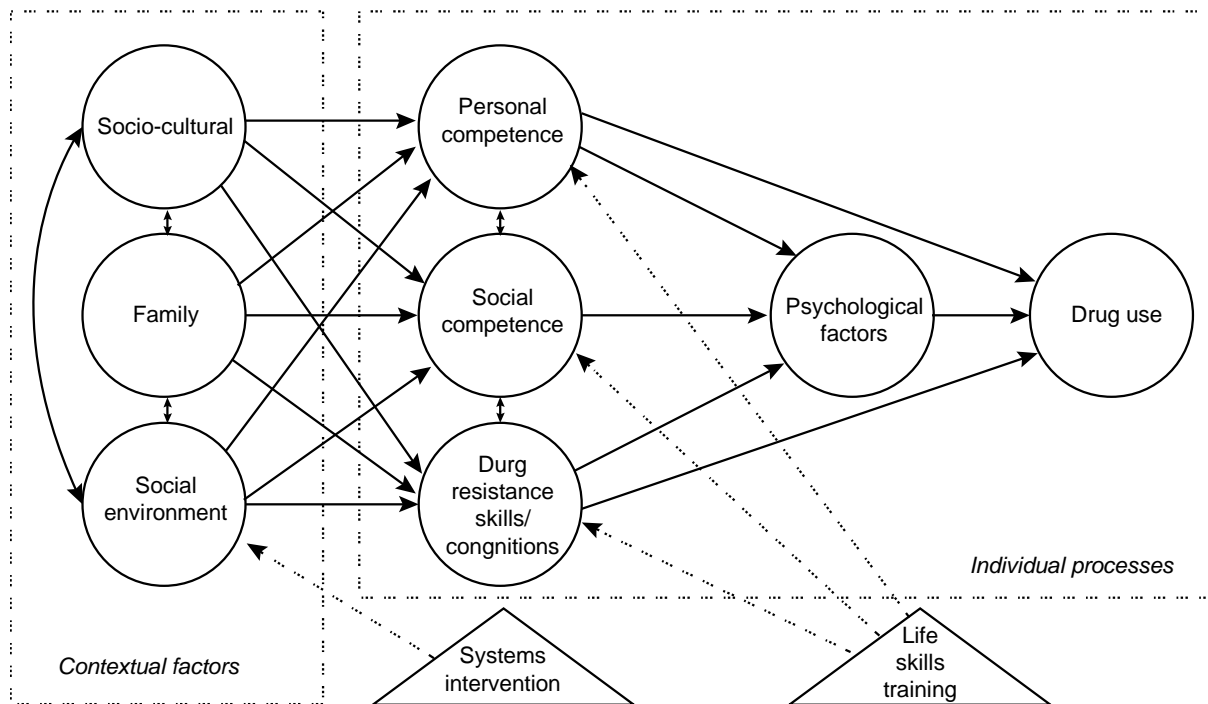 Socio-cultural
Family
Social
environment
Contextual factors
Personal
competence
Social
competence
Durg
resistance
skills/
congnitions
Psychological
factors
Drug use
Individual processes
Systems
intervention
Life
skills
training